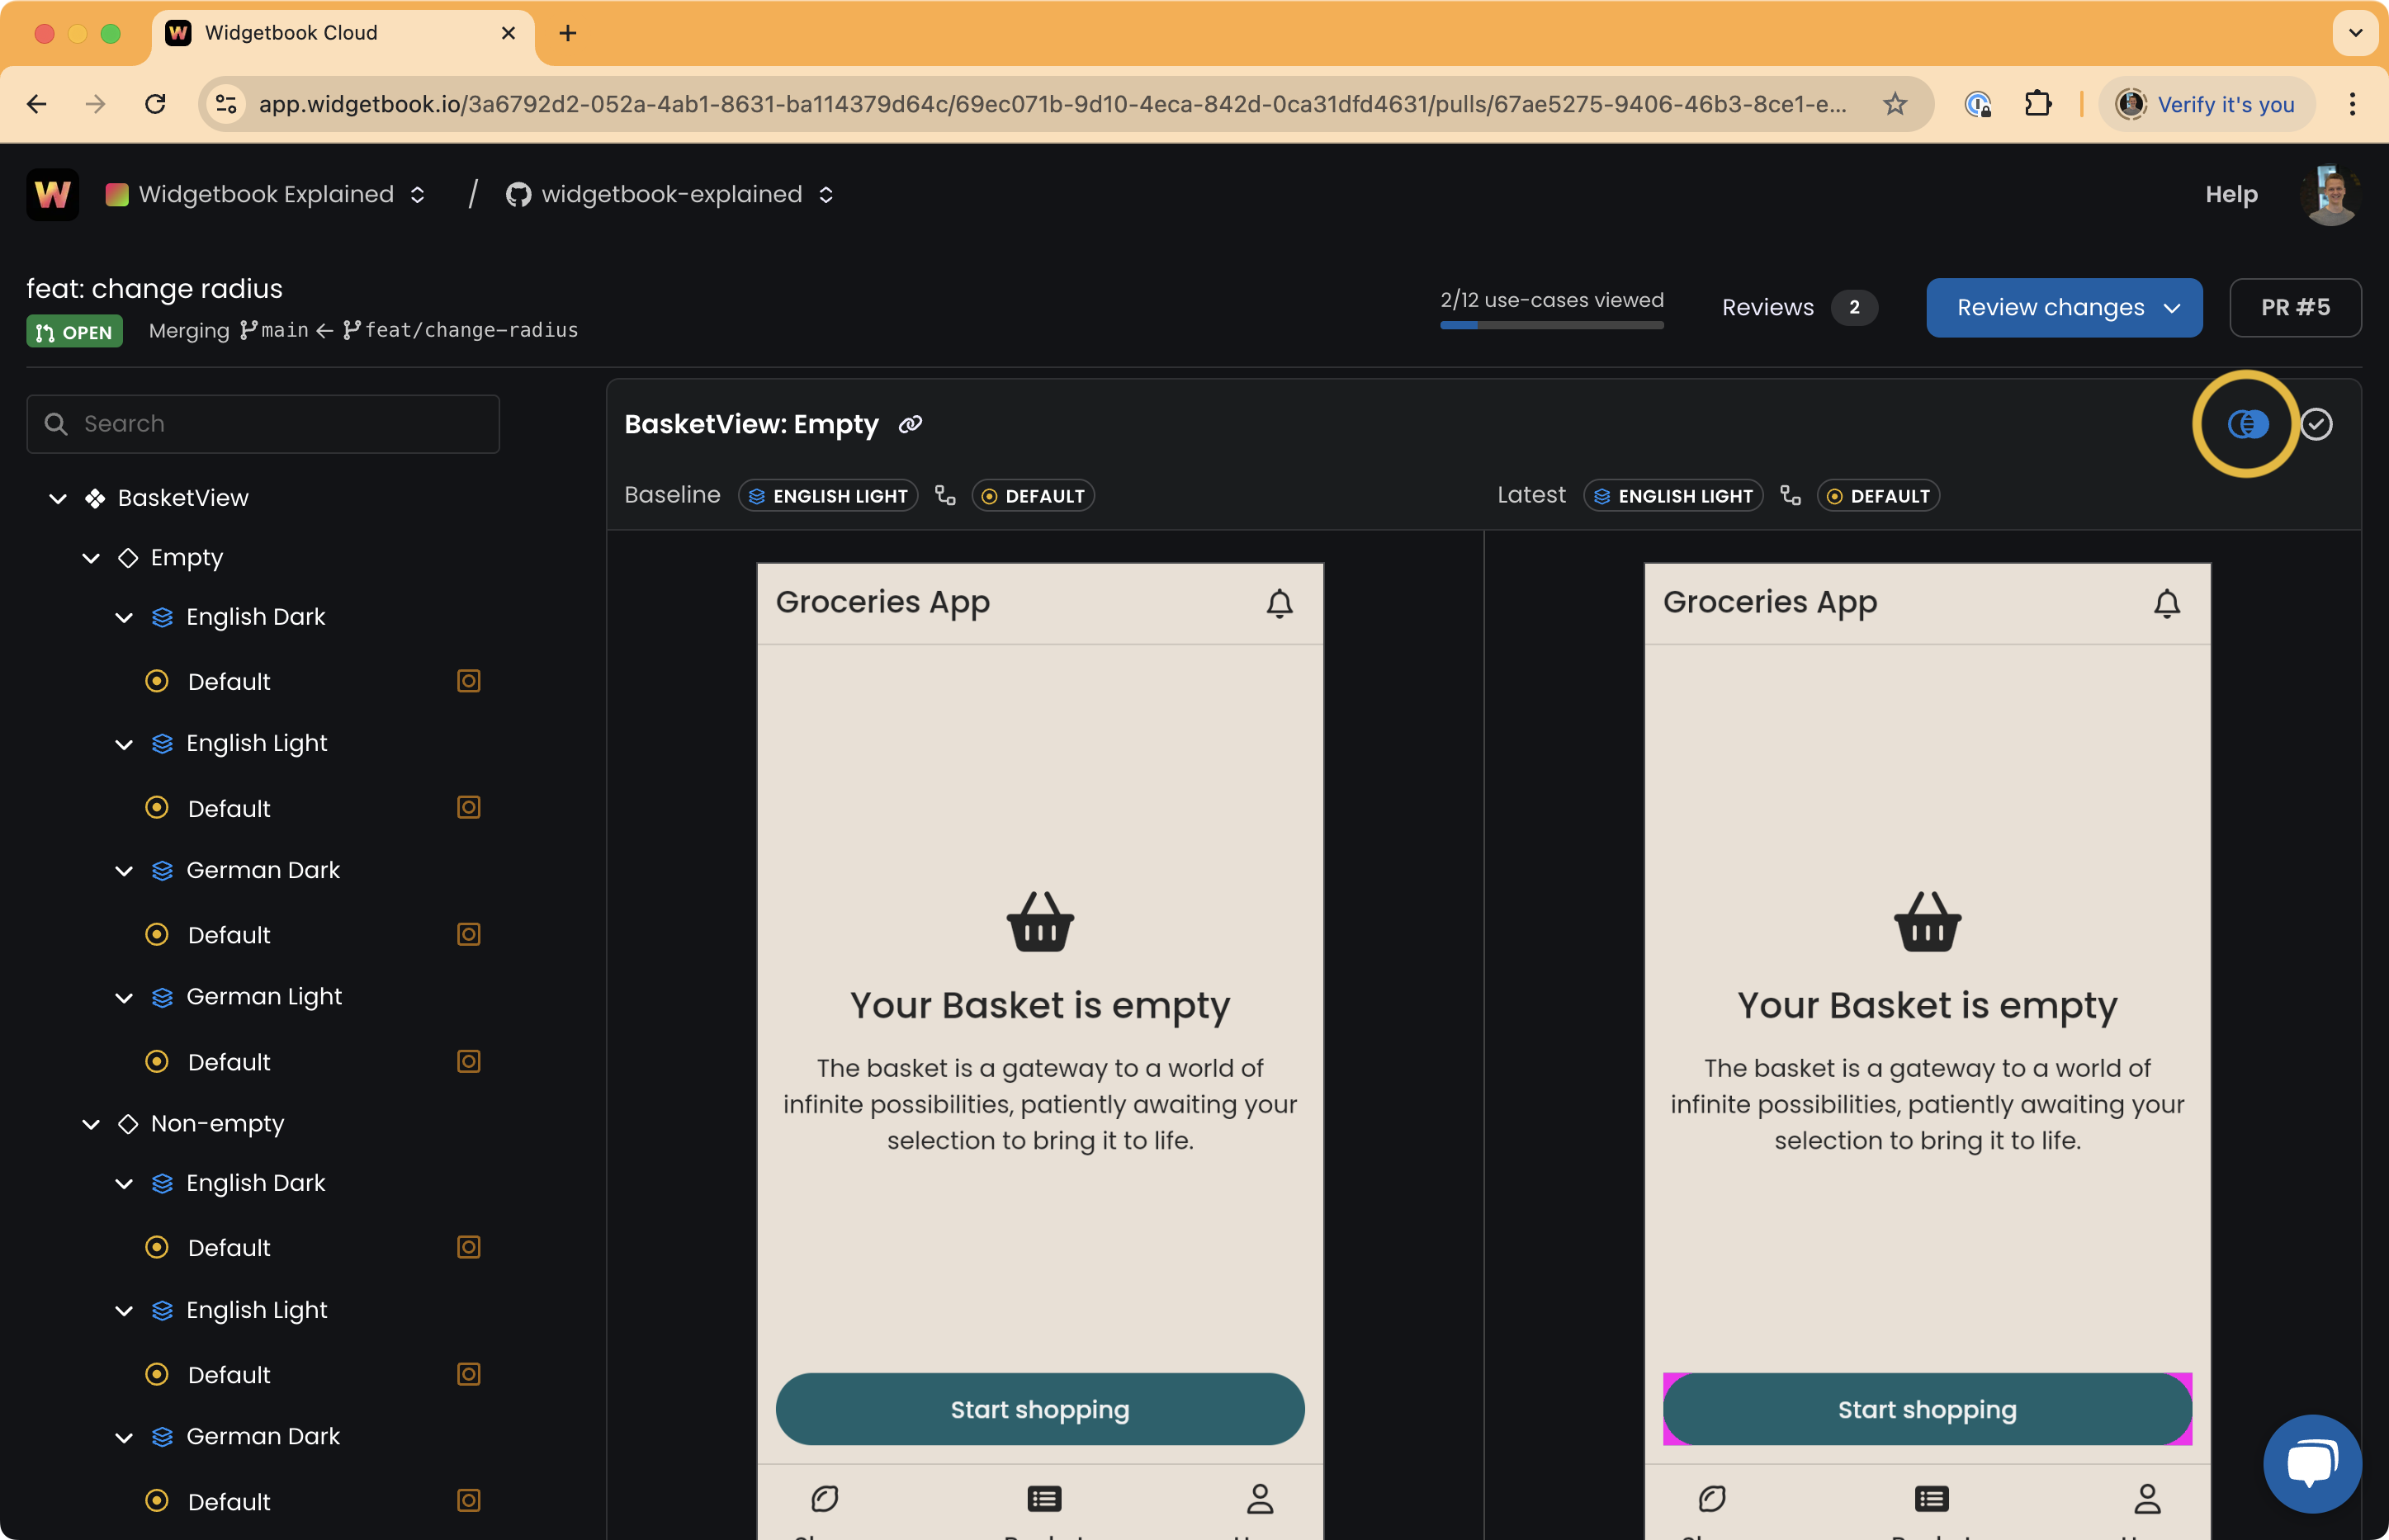 Widgetbook Cloud
app.widgetbook.io/3a6792d2-052a-4ab1-8631-ba114379d64c/69ec071b-9d10-4eca-842d-0ca31dfd4631/pulls/67ae5275-9406-46b3-8ce1-e...
Verify it's you
W Widgetbook Explained / widgetbook-explained
Help
feat: change radius
OPEN Merging main ← feat/change-radius
2/12 use-cases viewed
Reviews 2
Review changes
PR #5
Search
BasketView
Empty
English Dark
Default
English Light
Default
German Dark
Default
German Light
Default
Non-empty
English Dark
Default
English Light
Default
German Dark
Default
BasketView: Empty
Baseline ENGLISH LIGHT DEFAULT
Latest ENGLISH LIGHT DEFAULT
Groceries App
Your Basket is empty
The basket is a gateway to a world of
infinite possibilities, patiently awaiting your
selection to bring it to life.
Start shopping
Groceries App
Your Basket is empty
The basket is a gateway to a world of
infinite possibilities, patiently awaiting your
selection to bring it to life.
Start shopping